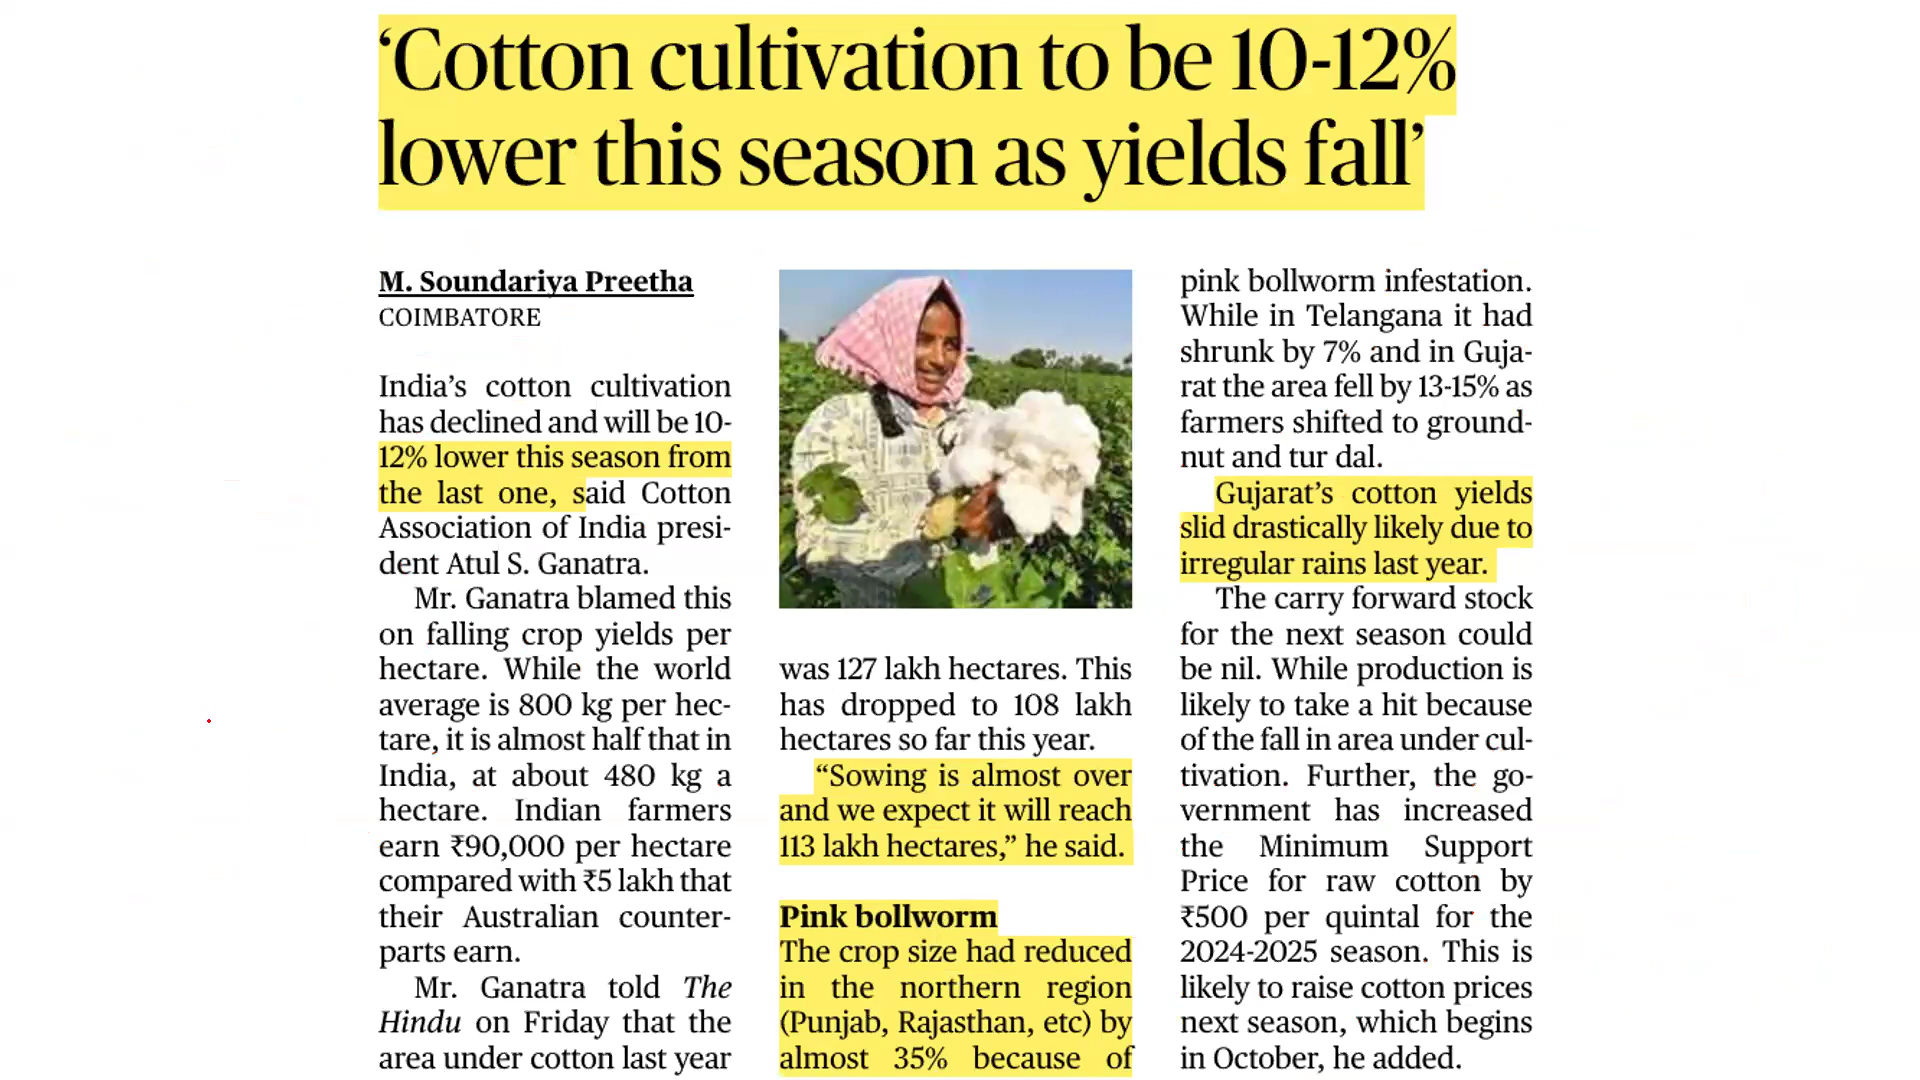 ‘Cotton cultivation to be 10-12%
lower this season as yields fall’
M. Soundariya Preetha
COIMBATORE
India’s cotton cultivation
has declined and will be 10-
12% lower this season from
the last one, said Cotton
Association of India presi-
dent Atul S. Ganatra.
Mr. Ganatra blamed this
on falling crop yields per
hectare. While the world
average is 800 kg per hec-
tare, it is almost half that in
India, at about 480 kg a
hectare. Indian farmers
earn ₹90,000 per hectare
compared with ₹5 lakh that
their Australian counter-
parts earn.
Mr. Ganatra told The
Hindu on Friday that the
area under cotton last year
was 127 lakh hectares. This
has dropped to 108 lakh
hectares so far this year.
“Sowing is almost over
and we expect it will reach
113 lakh hectares,” he said.
Pink bollworm
The crop size had reduced
in the northern region
(Punjab, Rajasthan, etc) by
almost 35% because of
pink bollworm infestation.
While in Telangana it had
shrunk by 7% and in Guja-
rat the area fell by 13-15% as
farmers shifted to ground-
nut and tur dal.
Gujarat’s cotton yields
slid drastically likely due to
irregular rains last year.
The carry forward stock
for the next season could
be nil. While production is
likely to take a hit because
of the fall in area under cul-
tivation. Further, the go-
vernment has increased
the Minimum Support
Price for raw cotton by
₹500 per quintal for the
2024-2025 season. This is
likely to raise cotton prices
next season, which begins
in October, he added.